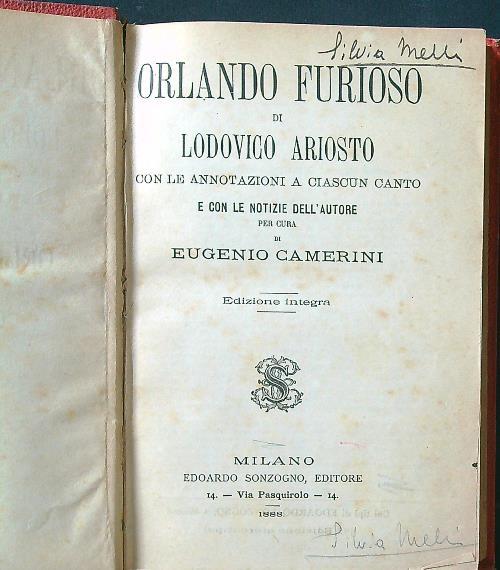 Silvia Melli
ORLANDO FURIOSO
DI
LODOVICO ARIOSTO
CON LE ANNOTAZIONI A CIASCUN CANTO
E CON LE NOTIZIE DELL'AUTORE
PER CURA
DI
EUGENIO CAMERINI
Edizione integra
S
MILANO
EDOARDO SONZOGNO, EDITORE
14. — Via Pasquirolo — 14.
1888
Silvia Melli